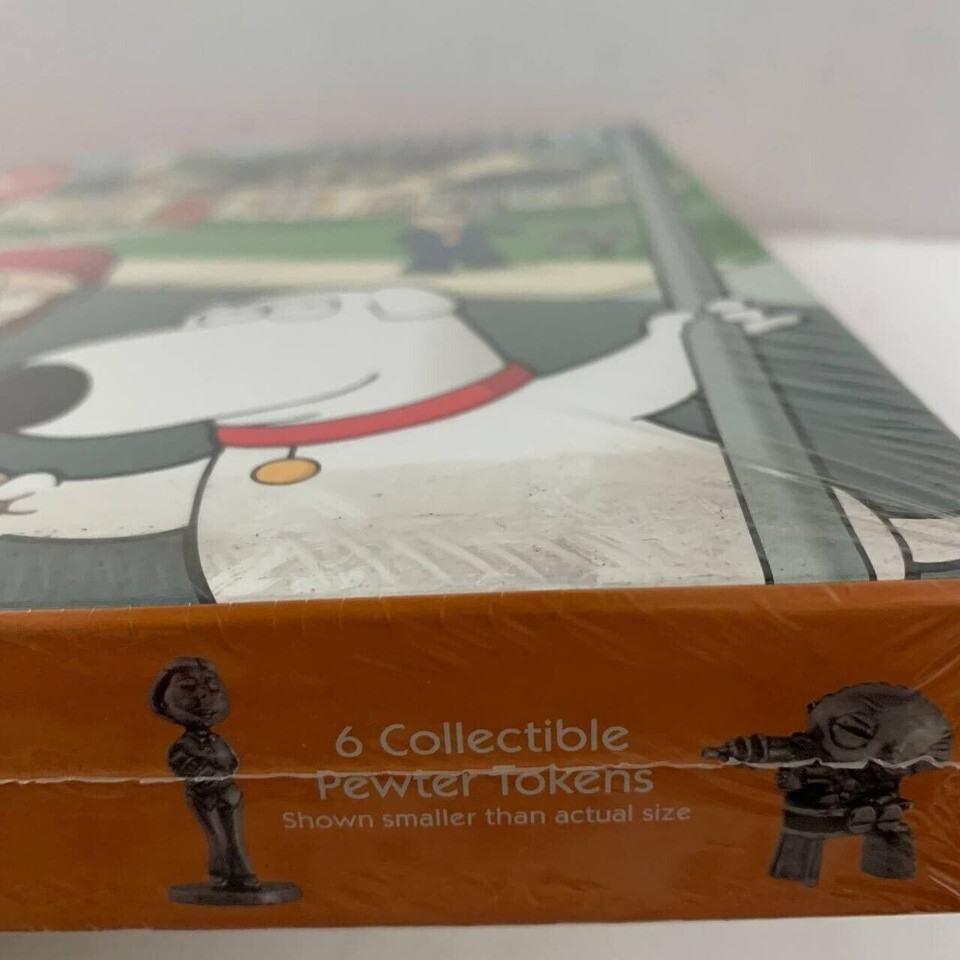 6 Collectible
Pewter Tokens
Shown smaller than actual size